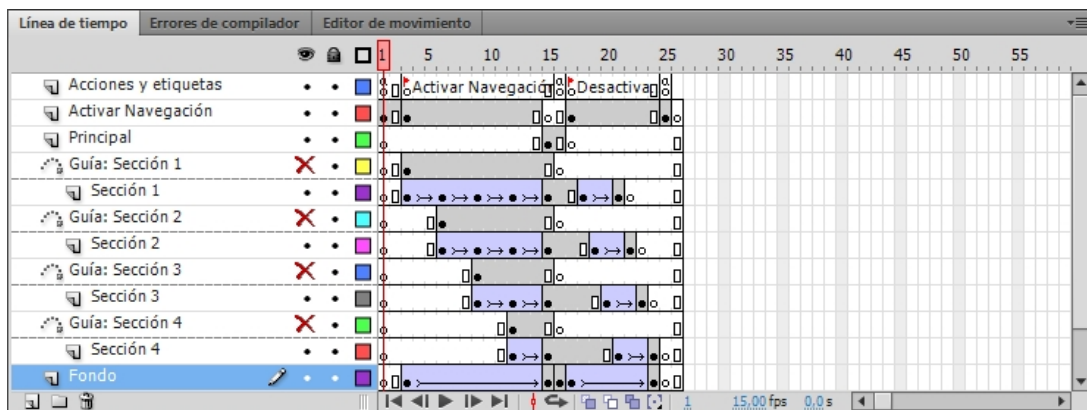 Línea de tiempo Errores de compilador Editor de movimiento
1 5 10 15 20 25 30 35 40 45 50 55
Acciones y etiquetas Activar Navegación Desactiva
Activar Navegación
Principal
Guía: Sección 1
Sección 1
Guía: Sección 2
Sección 2
Guía: Sección 3
Sección 3
Guía: Sección 4
Sección 4
Fondo
1 15,00 fps 0,0 s